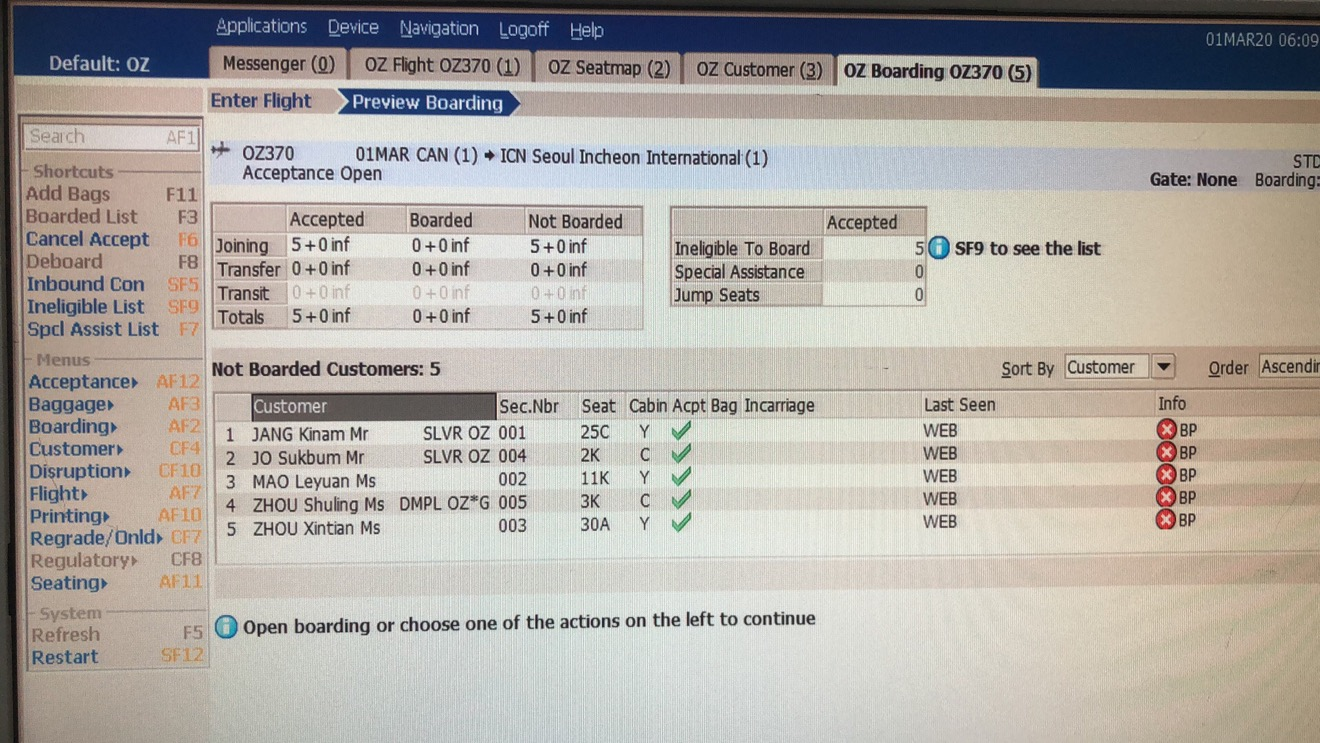 Applications Device Navigation Logoff Help
01MAR20 06:09
Default: OZ
Messenger (0) OZ Flight OZ370 (1) OZ Seatmap (2) OZ Customer (3) OZ Boarding OZ370 (5)
Enter Flight Preview Boarding
Search AF1
Shortcuts
Add Bags F11
Boarded List F3
Cancel Accept F6
Deboard F8
Inbound Con SF5
Ineligible List SF9
Spcl Assist List F7
Menus
Acceptance AF12
Baggage AF3
Boarding AF2
Customer CF4
Disruption CF10
Flight AF7
Printing AF10
Regrade/Onld CF7
Regulatory CF8
Seating AF11
System
Refresh F5
Restart SF12
OZ370 01MAR CAN (1) → ICN Seoul Incheon International (1)
Acceptance Open
STD
Gate: None Boarding:
Accepted Boarded Not Boarded
Joining 5+0 inf 0+0 inf 5+0 inf
Transfer 0+0 inf 0+0 inf 0+0 inf
Transit 0+0 inf 0+0 inf 0+0 inf
Totals 5+0 inf 0+0 inf 5+0 inf
Accepted
Ineligible To Board 5 SF9 to see the list
Special Assistance 0
Jump Seats 0
Not Boarded Customers: 5
Sort By Customer Order Ascendin
Customer Sec.Nbr Seat Cabin Acpt Bag Incarriage Last Seen Info
1 JANG Kinam Mr SLVR OZ 001 25C Y WEB BP
2 JO Sukbum Mr SLVR OZ 004 2K C WEB BP
3 MAO Leyuan Ms 002 11K Y WEB BP
4 ZHOU Shuling Ms DMPL OZ*G 005 3K C WEB BP
5 ZHOU Xintian Ms 003 30A Y WEB BP
Open boarding or choose one of the actions on the left to continue